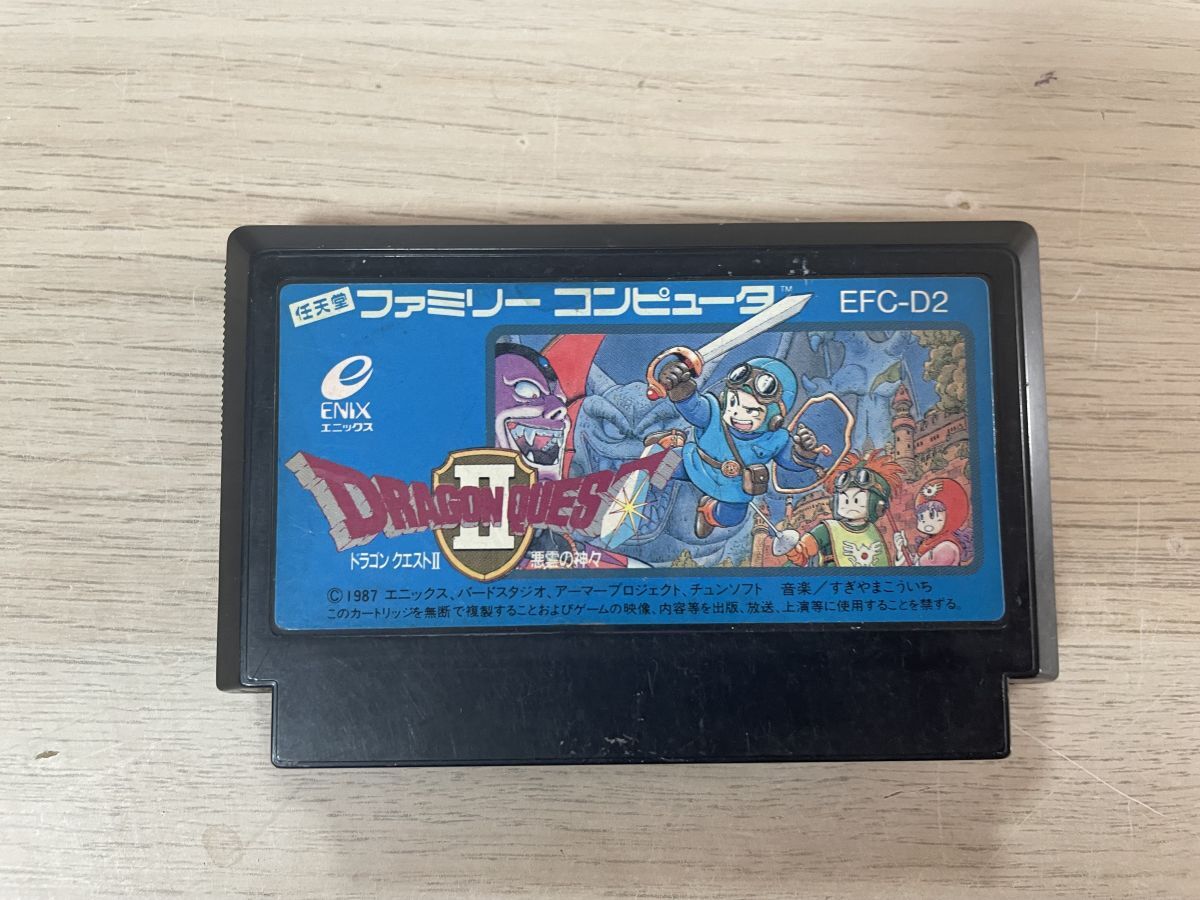 任天堂 ファミリー コンピュータ™ EFC-D2
e
ENIX
エニックス
DRAGON QUEST
II
ドラゴン クエストII 悪霊の神々
©1987 エニックス、バードスタジオ、アーマープロジェクト、チュンソフト 音楽／すぎやまこういち
このカートリッジを無断で複製することおよびゲームの映像、内容等を出版、放送、上演等に使用することを禁ずる。